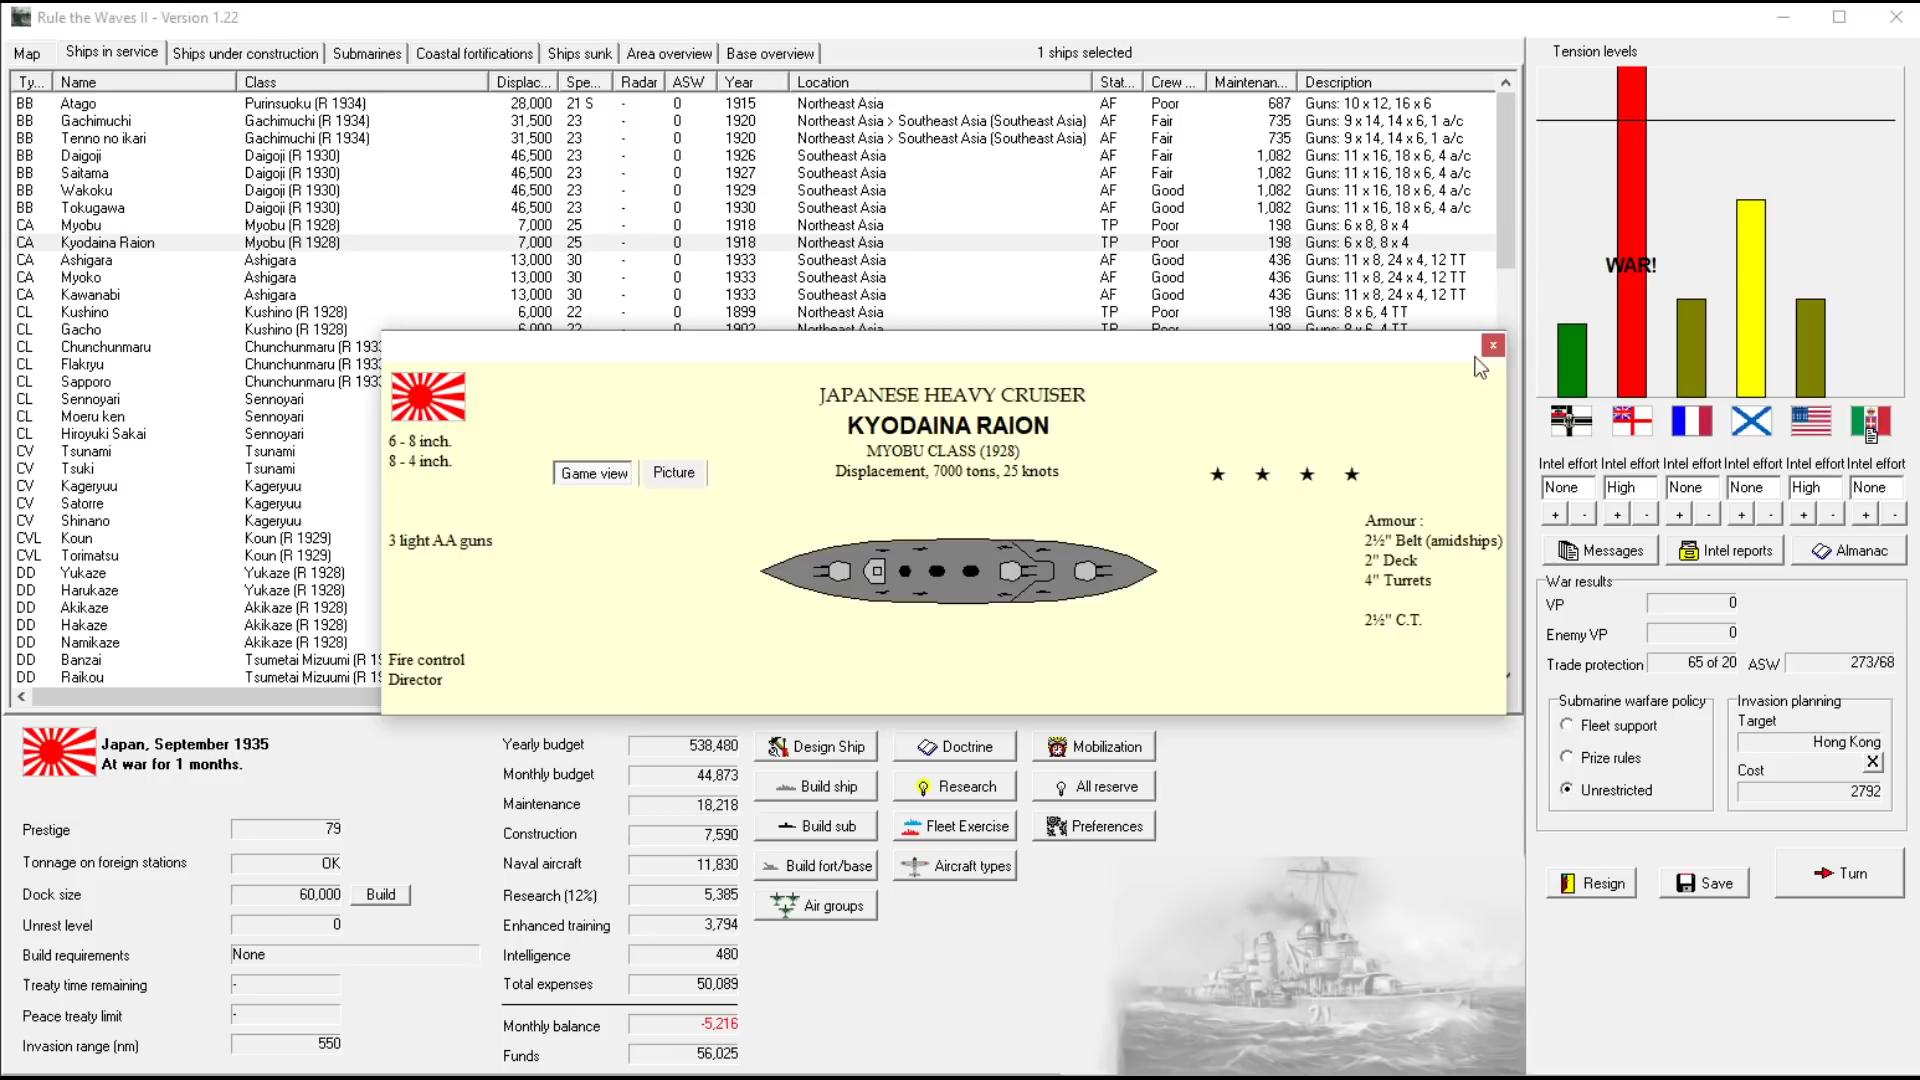 Rule the Waves II - Version 1.22
Map Ships in service Ships under construction Submarines Coastal fortifications Ships sunk Area overview Base overview 1 ships selected
Ty... Name Class Displac... Spe... Radar ASW Year Location Stat... Crew ... Maintenan... Description
BB Atago Purinsuoku (R 1934) 28,000 21 S - 0 1915 Northeast Asia AF Poor 687 Guns: 10 x 12, 16 x 6
BB Gachimuchi Gachimuchi (R 1934) 31,500 23 - 0 1920 Northeast Asia > Southeast Asia (Southeast Asia) AF Fair 735 Guns: 9 x 14, 14 x 6, 1 a/c
BB Tenno no ikari Gachimuchi (R 1934) 31,500 23 - 0 1920 Northeast Asia > Southeast Asia (Southeast Asia) AF Fair 735 Guns: 9 x 14, 14 x 6, 1 a/c
BB Daigoji Daigoji (R 1930) 46,500 23 - 0 1926 Southeast Asia AF Fair 1,082 Guns: 11 x 16, 18 x 6, 4 a/c
BB Saitama Daigoji (R 1930) 46,500 23 - 0 1927 Southeast Asia AF Fair 1,082 Guns: 11 x 16, 18 x 6, 4 a/c
BB Wakoku Daigoji (R 1930) 46,500 23 - 0 1929 Southeast Asia AF Good 1,082 Guns: 11 x 16, 18 x 6, 4 a/c
BB Tokugawa Daigoji (R 1930) 46,500 23 - 0 1930 Southeast Asia AF Good 1,082 Guns: 11 x 16, 18 x 6, 4 a/c
CA Myobu Myobu (R 1928) 7,000 25 - 0 1918 Northeast Asia TP Poor 198 Guns: 6 x 8, 8 x 4
CA Kyodaina Raion Myobu (R 1928) 7,000 25 - 0 1918 Northeast Asia TP Poor 198 Guns: 6 x 8, 8 x 4
CA Ashigara Ashigara 13,000 30 - 0 1933 Southeast Asia AF Good 436 Guns: 11 x 8, 24 x 4, 12 TT
CA Myoko Ashigara 13,000 30 - 0 1933 Southeast Asia AF Good 436 Guns: 11 x 8, 24 x 4, 12 TT
CA Kawanabi Ashigara 13,000 30 - 0 1933 Southeast Asia AF Good 436 Guns: 11 x 8, 24 x 4, 12 TT
CL Kushino Kushino (R 1928) 6,000 22 - 0 1899 Northeast Asia TP Poor 198 Guns: 8 x 6, 4 TT
CL Gacho Kushino (R 1928) 6,000 22 - 0 1902 Northeast Asia TP Poor 198 Guns: 8 x 6, 4 TT
CL Chunchunmaru Chunchunmaru (R 193
CL Flakryu Chunchunmaru (R 193
CL Sapporo Chunchunmaru (R 193
CL Sennoyari Sennoyari
CL Moeru ken Sennoyari
CL Hiroyuki Sakai Sennoyari
CV Tsunami Tsunami
CV Tsuki Tsunami
CV Kageryuu Kageryuu
CV Satorre Kageryuu
CV Shinano Kageryuu
CVL Koun Koun (R 1929)
CVL Torimatsu Koun (R 1929)
DD Yukaze Yukaze (R 1928)
DD Harukaze Yukaze (R 1928)
DD Akikaze Akikaze (R 1928)
DD Hakaze Akikaze (R 1928)
DD Namikaze Akikaze (R 1928)
DD Banzai Tsumetai Mizuumi (R 19
DD Raikou Tsumetai Mizuumi (R 19
x
JAPANESE HEAVY CRUISER
KYODAINA RAION
MYOBU CLASS (1928)
Displacement, 7000 tons, 25 knots
6 - 8 inch.
8 - 4 inch.
Game view Picture
★ ★ ★ ★
3 light AA guns
Armour :
2½" Belt (amidships)
2" Deck
4" Turrets
2½" C.T.
Fire control
Director
Tension levels
WAR!
Intel effort Intel effort Intel effort Intel effort Intel effort Intel effort
None High None None High None
+ - + - + - + - + - + -
Messages Intel reports Almanac
War results
VP 0
Enemy VP 0
Trade protection 65 of 20 ASW 273/68
Submarine warfare policy
Fleet support
Prize rules
Unrestricted
Invasion planning
Target
Hong Kong
X
Cost
2792
Resign Save Turn
Japan, September 1935
At war for 1 months.
Prestige 79
Tonnage on foreign stations OK
Dock size 60,000 Build
Unrest level 0
Build requirements None
Treaty time remaining -
Peace treaty limit -
Invasion range (nm) 550
Yearly budget 538,480
Monthly budget 44,873
Maintenance 18,218
Construction 7,590
Naval aircraft 11,830
Research (12%) 5,385
Enhanced training 3,794
Intelligence 480
Total expenses 50,089
Monthly balance -5,216
Funds 56,025
Design Ship Doctrine Mobilization
Build ship Research All reserve
Build sub Fleet Exercise Preferences
Build fort/base Aircraft types
Air groups
21